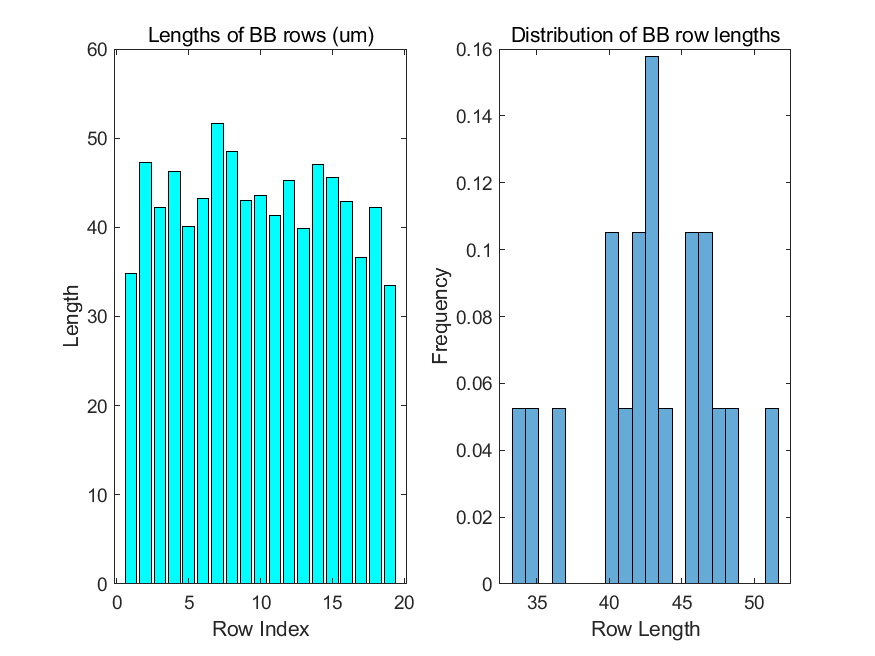 Lengths of BB rows (um)
60
50
40
30
20
10
0
Length
0 5 10 15 20
Row Index
Distribution of BB row lengths
0.16
0.14
0.12
0.1
0.08
0.06
0.04
0.02
0
Frequency
35 40 45 50
Row Length